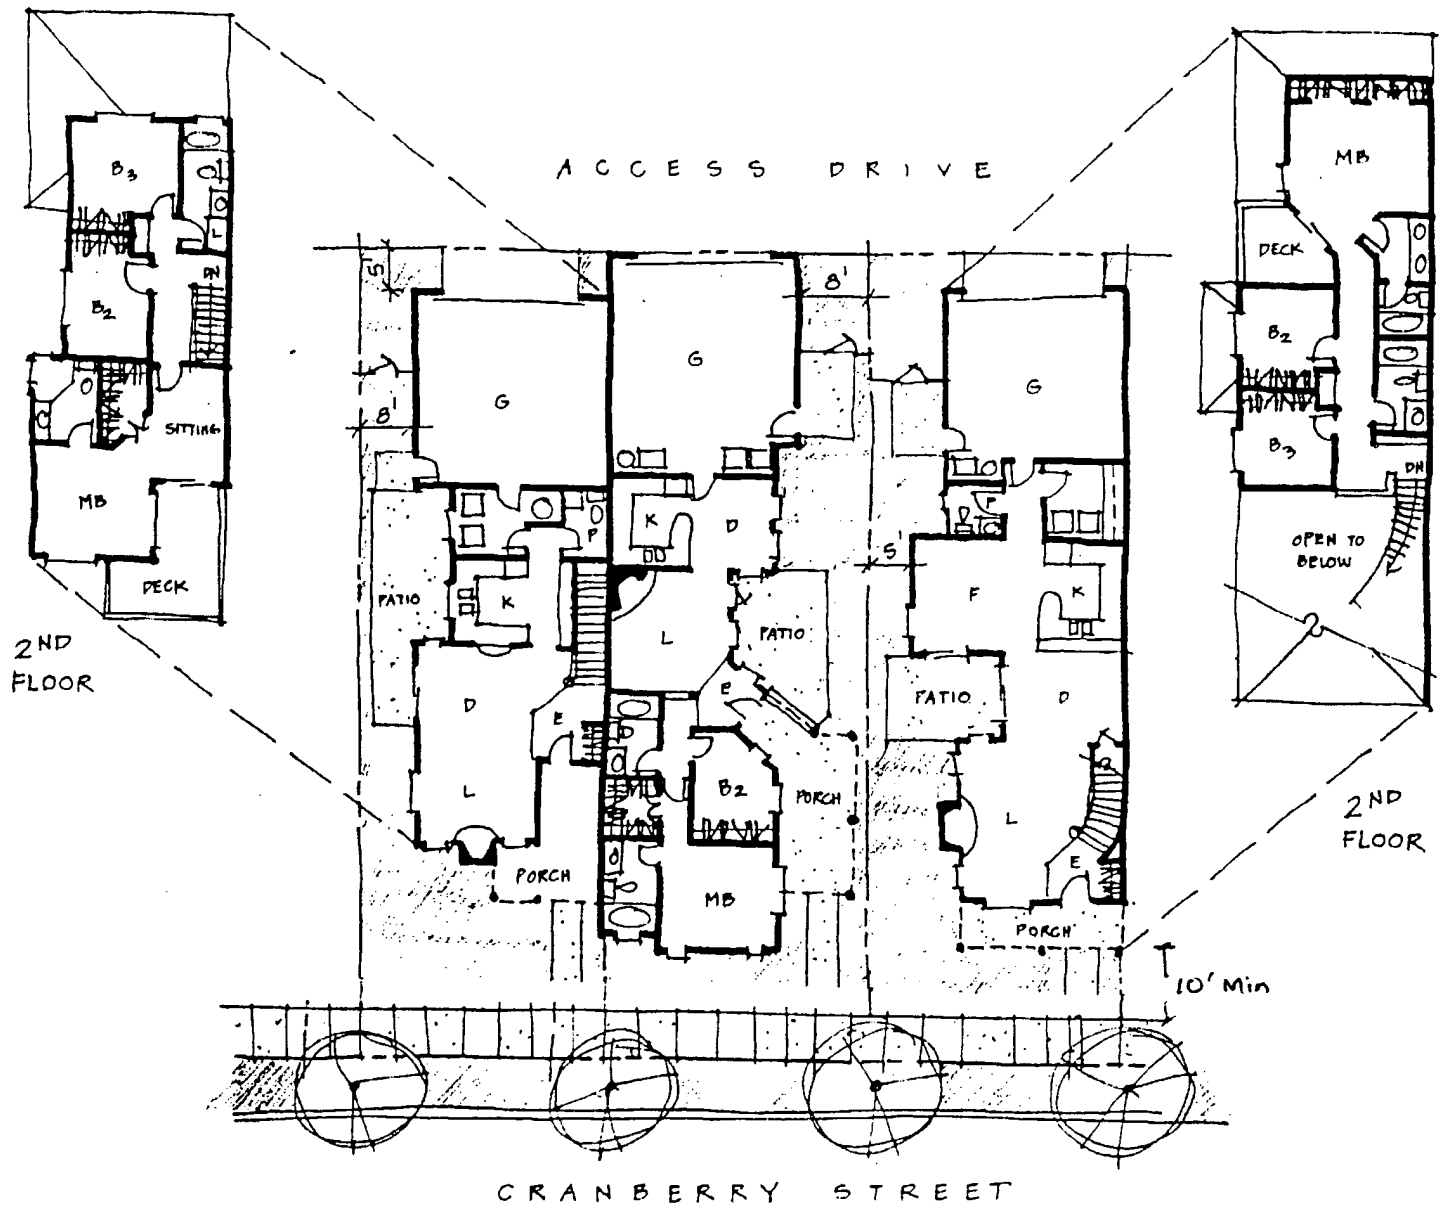 ACCESS DRIVE
B3
DN
B2
SITTING
MB
DECK
2ND
FLOOR
MB
DECK
B2
B3
DN
OPEN TO
BELOW
2ND
FLOOR
5'
8'
G
P
K
PATIO
D
E
L
PORCH
8'
G
K
D
L
PATIO
E
B2
PORCH
MB
G
P
5'
F
K
PATIO
D
L
E
PORCH
10' Min
CRANBERRY STREET